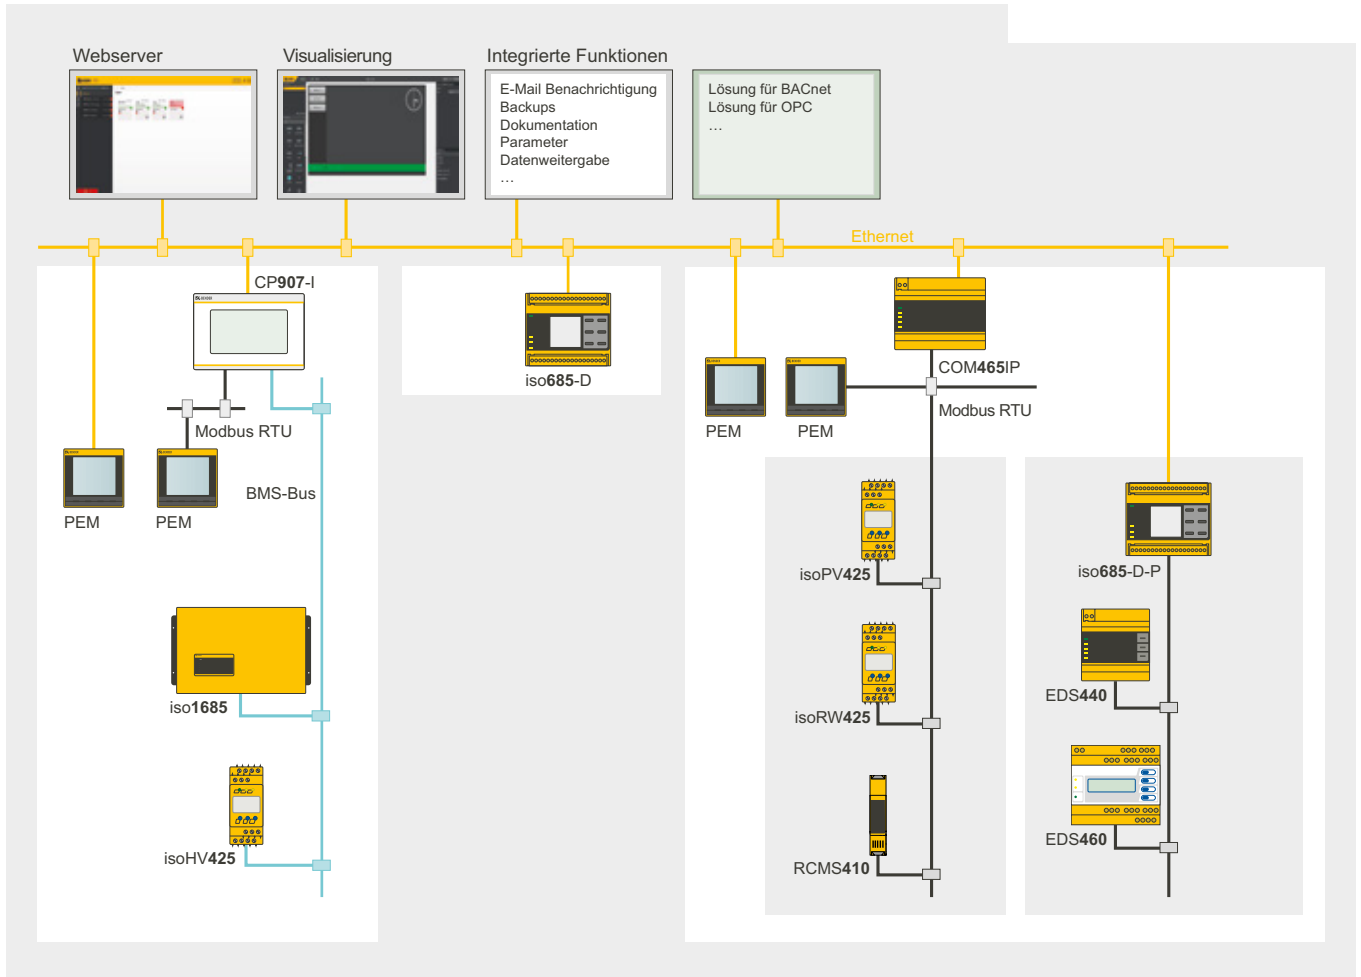 Webserver
Visualisierung
Integrierte Funktionen
E-Mail Benachrichtigung
Backups
Dokumentation
Parameter
Datenweitergabe
…
Lösung für BACnet
Lösung für OPC
…
Ethernet
CP907-I
iso685-D
COM465IP
Modbus RTU
PEM
PEM
Modbus RTU
BMS-Bus
PEM
PEM
isoPV425
iso685-D-P
iso1685
isoRW425
EDS440
isoHV425
RCMS410
EDS460